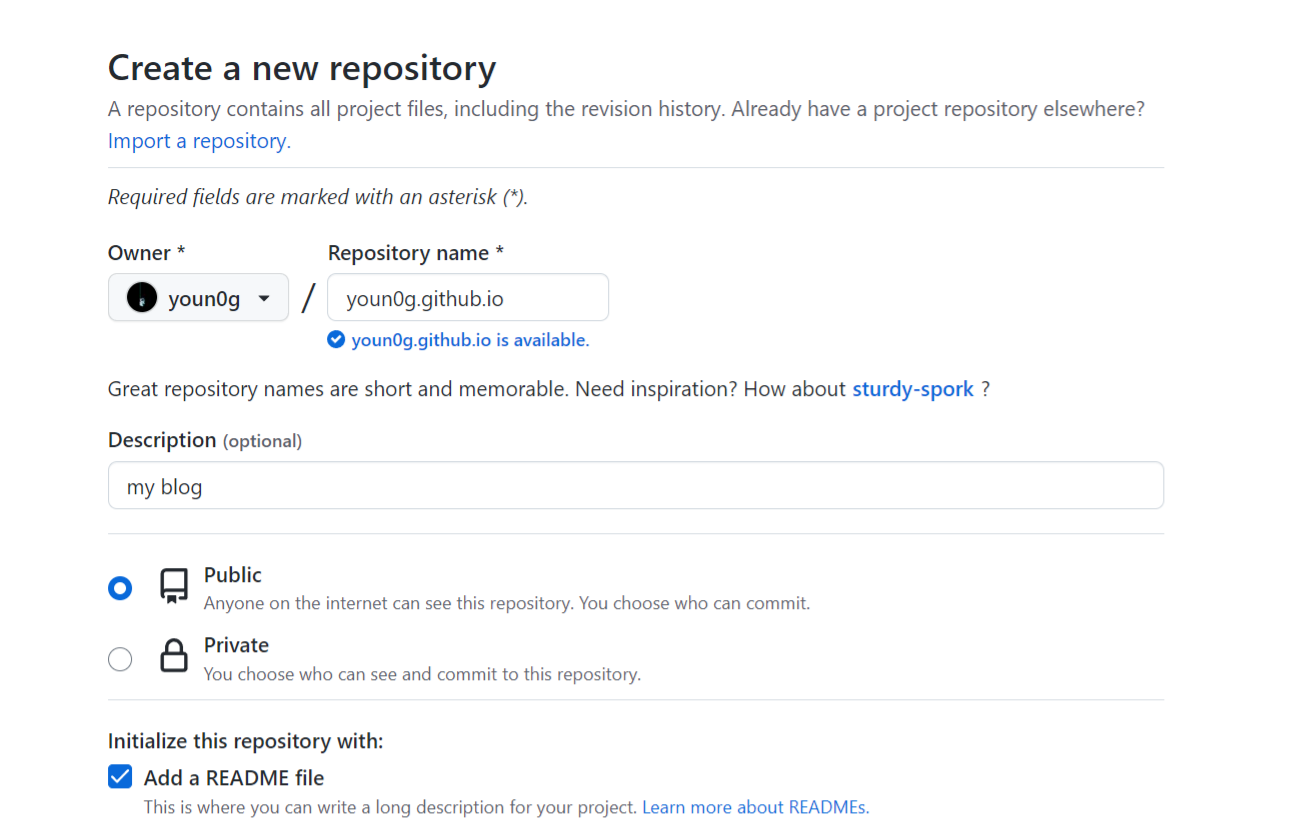 Create a new repository
A repository contains all project files, including the revision history. Already have a project repository elsewhere?
Import a repository.
Required fields are marked with an asterisk (*).
Owner *
Repository name *
youn0g
/
youn0g.github.io
youn0g.github.io is available.
Great repository names are short and memorable. Need inspiration? How about sturdy-spork ?
Description (optional)
my blog
Public
Anyone on the internet can see this repository. You choose who can commit.
Private
You choose who can see and commit to this repository.
Initialize this repository with:
Add a README file
This is where you can write a long description for your project. Learn more about READMEs.